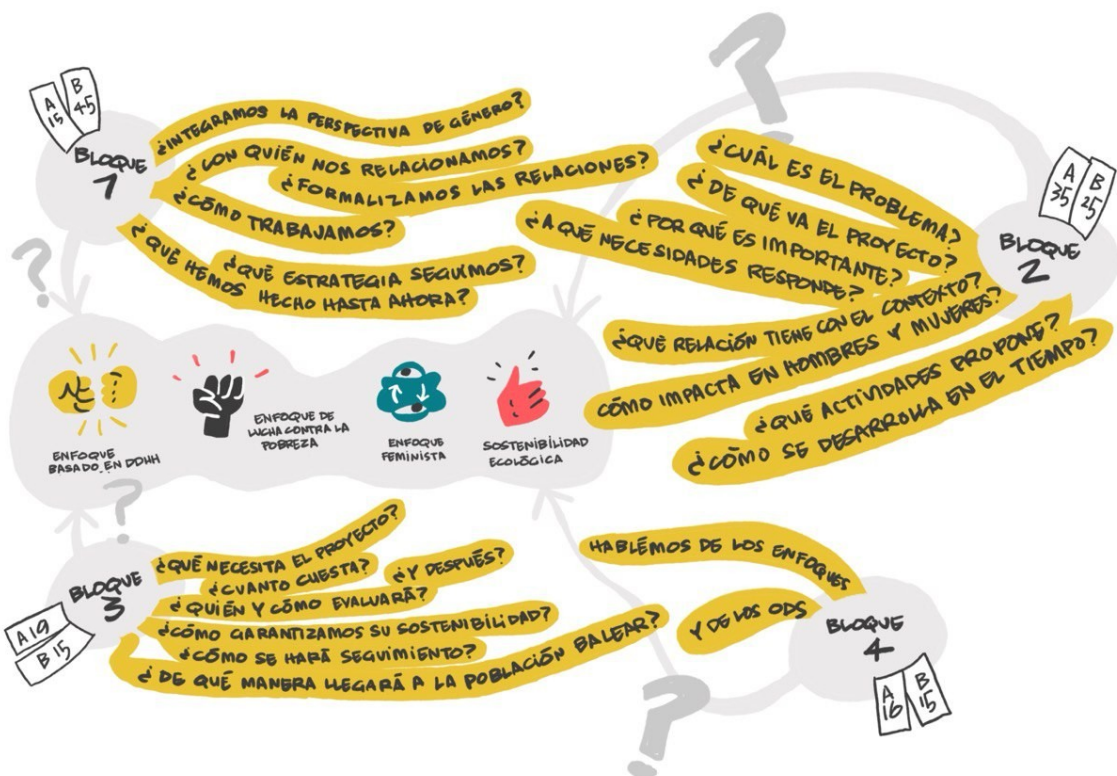 A
15
B
45
BLOQUE
1
¿INTEGRAMOS LA PERSPECTIVA DE GÉNERO?
¿CON QUIÉN NOS RELACIONAMOS?
¿FORMALIZAMOS LAS RELACIONES?
¿CÓMO TRABAJAMOS?
¿QUÉ HEMOS HECHO HASTA AHORA?
¿QUÉ ESTRATEGIA SEGUIMOS?
?
?
A
35
B
25
BLOQUE
2
¿CUÁL ES EL PROBLEMA?
¿DE QUÉ VA EL PROYECTO?
¿POR QUÉ ES IMPORTANTE?
¿A QUÉ NECESIDADES RESPONDE?
¿QUÉ RELACIÓN TIENE CON EL CONTEXTO?
CÓMO IMPACTA EN HOMBRES Y MUJERES?
¿QUÉ ACTIVIDADES PROPONE?
¿CÓMO SE DESARROLLA EN EL TIEMPO?
ENFOQUE
BASADO EN DDHH
ENFOQUE DE
LUCHA CONTRA LA
POBREZA
ENFOQUE
FEMINISTA
SOSTENIBILIDAD
ECOLÓGICA
?
BLOQUE
3
A 19
B 15
¿QUÉ NECESITA EL PROYECTO?
¿CUANTO CUESTA?
¿Y DESPUÉS?
¿QUIÉN Y CÓMO EVALUARÁ?
¿CÓMO GARANTIZAMOS SU SOSTENIBILIDAD?
¿CÓMO SE HARÁ SEGUIMIENTO?
¿DE QUÉ MANERA LLEGARÁ A LA POBLACIÓN BALEAR?
HABLÉMOS DE LOS ENFOQUES
Y DE LOS ODS
BLOQUE
4
A
16
B
15
?